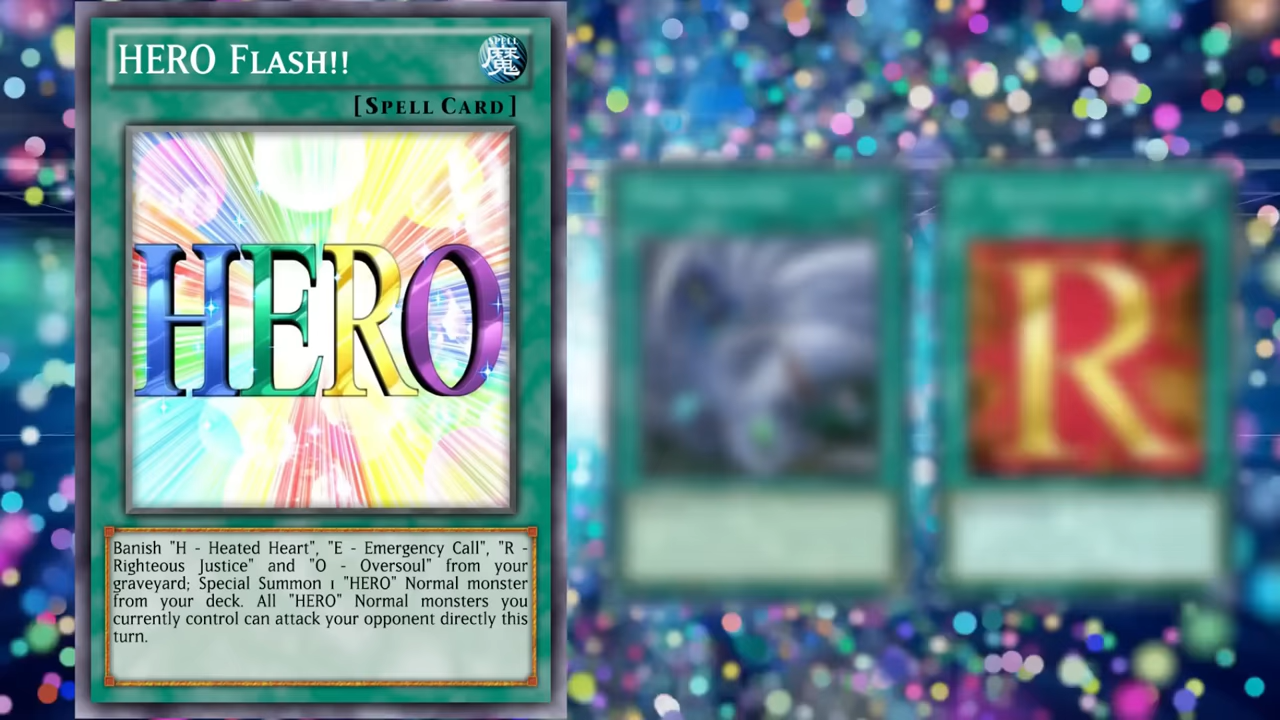 HERO Flash!!
SPELL
魔
[Spell Card]
HERO
Banish "H - Heated Heart", "E - Emergency Call", "R -
Righteous Justice" and "O - Oversoul" from your
graveyard; Special Summon 1 "HERO" Normal monster
from your deck. All "HERO" Normal monsters you
currently control can attack your opponent directly this
turn.
R